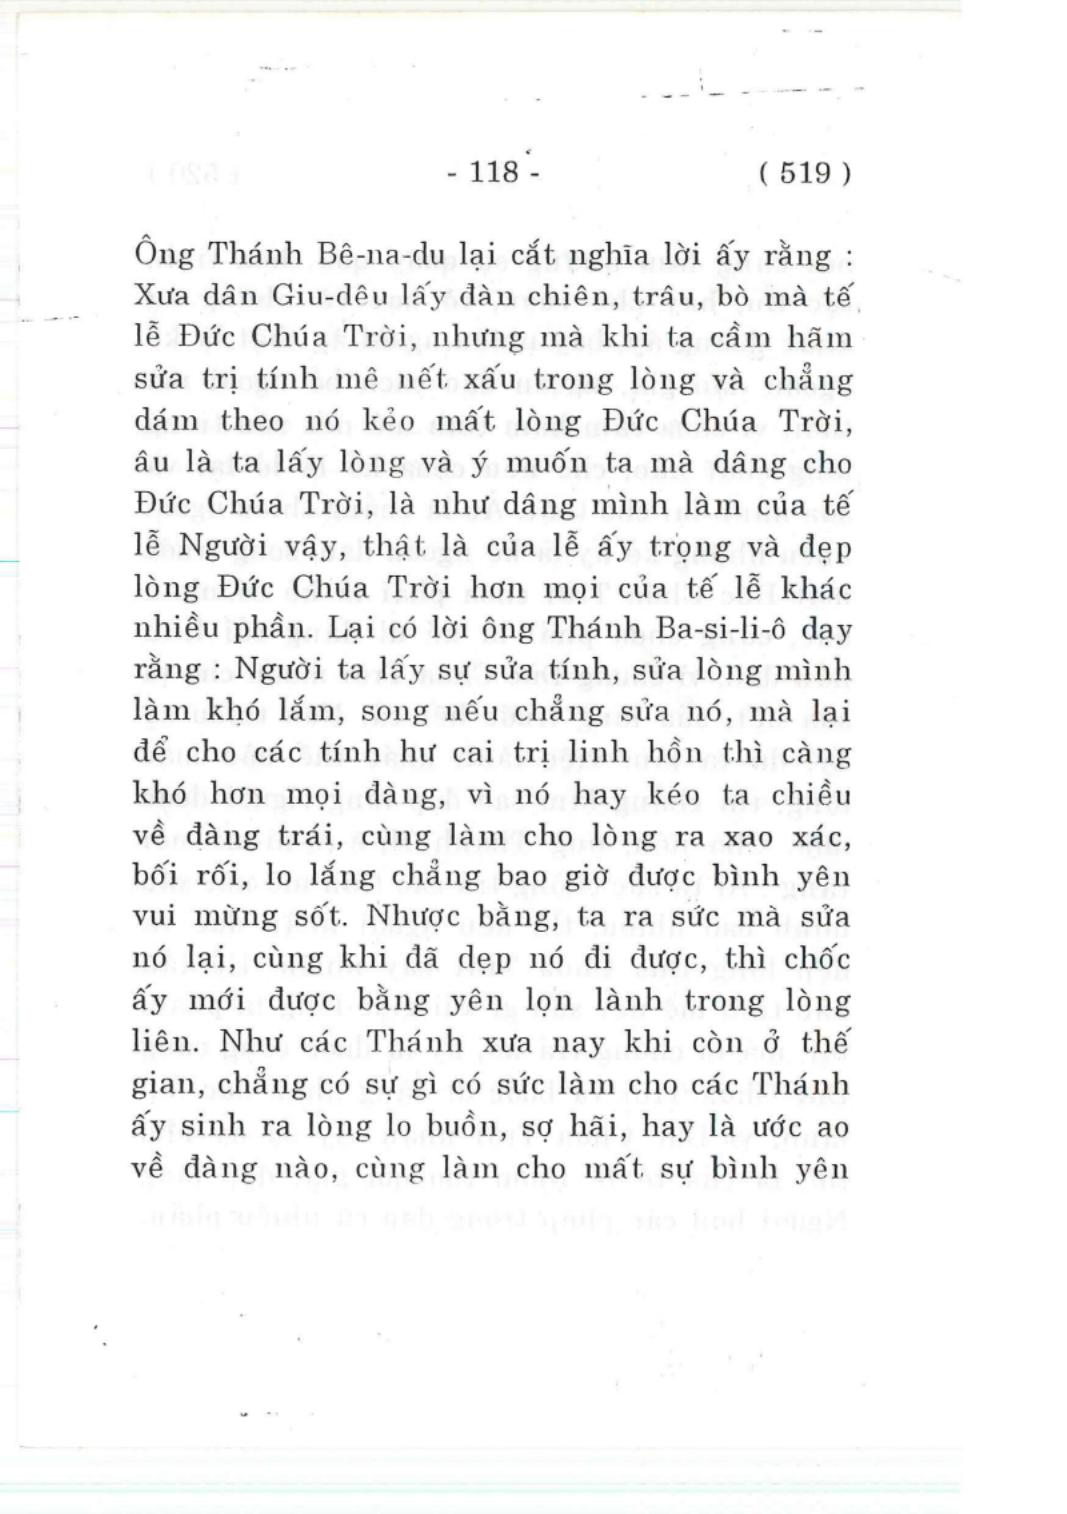 - 118 - ( 519 )
Ông Thánh Bê-na-du lại cắt nghĩa lời ấy rằng :
Xưa dân Giu-dêu lấy đàn chiên, trâu, bò mà tế
lễ Đức Chúa Trời, nhưng mà khi ta cầm hãm
sửa trị tính mê nết xấu trong lòng và chẳng
dám theo nó kẻo mất lòng Đức Chúa Trời,
âu là ta lấy lòng và ý muốn ta mà dâng cho
Đức Chúa Trời, là như dâng mình làm của tế
lễ Người vậy, thật là của lễ ấy trọng và đẹp
lòng Đức Chúa Trời hơn mọi của tế lễ khác
nhiều phần. Lại có lời ông Thánh Ba-si-li-ô dạy
rằng : Người ta lấy sự sửa tính, sửa lòng mình
làm khó lắm, song nếu chẳng sửa nó, mà lại
để cho các tính hư cai trị linh hồn thì càng
khó hơn mọi đàng, vì nó hay kéo ta chiều
về đàng trái, cùng làm cho lòng ra xao xác,
bối rối, lo lắng chẳng bao giờ được bình yên
vui mừng sốt. Nhược bằng, ta ra sức mà sửa
nó lại, cùng khi đã dẹp nó đi được, thì chốc
ấy mới được bằng yên lọn lành trong lòng
liên. Như các Thánh xưa nay khi còn ở thế
gian, chẳng có sự gì có sức làm cho các Thánh
ấy sinh ra lòng lo buồn, sợ hãi, hay là ước ao
về đàng nào, cùng làm cho mất sự bình yên